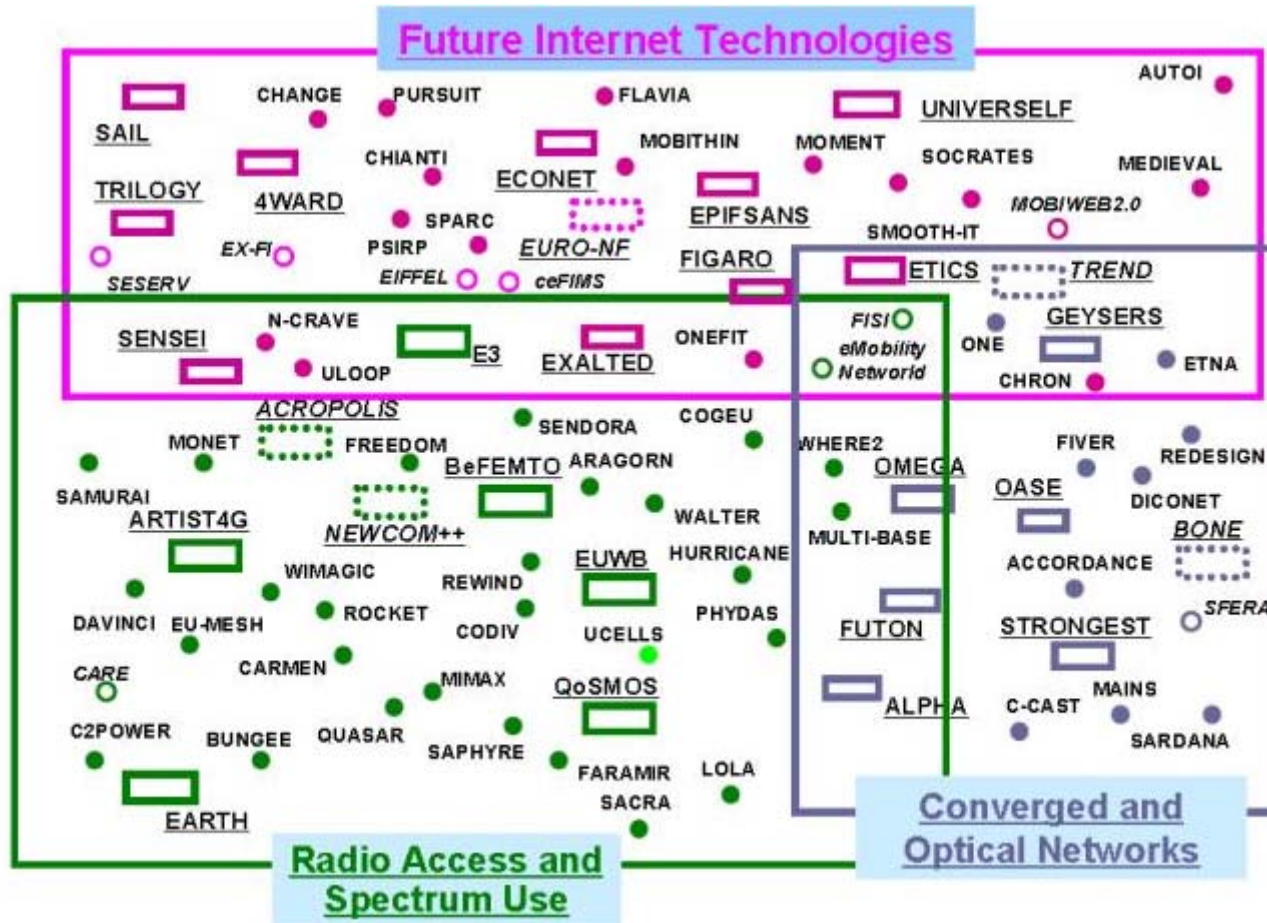 Future Internet Technologies
AUTOI
CHANGE
PURSUIT
FLAVIA
UNIVERSELF
SAIL
CHIANTI
MOBITHIN
MOMENT
SOCRATES
MEDIEVAL
TRILOGY
4WARD
ECONET
EPIFSANS
MOBIWEB2.0
SPARC
PSIRP
EURO-NF
SMOOTH-IT
EX-FI
SESERV
EIFFEL
ceFIMS
FIGARO
ETICS
TREND
N-CRAVE
SENSEI
E3
EXALTED
ONEFIT
FISI
eMobility
Networld
GEYSERS
ONE
ETNA
ULOOP
CHRON
ACROPOLIS
MONET
FREEDOM
SENDORA
COGEU
WHERE2
FIVER
REDESIGN
SAMURAI
BeFEMTO
ARAGORN
OMEGA
OASE
DICONET
ARTIST4G
NEWCOM++
WALTER
MULTI-BASE
BONE
WIMAGIC
REWIND
EUWB
HURRICANE
ACCORDANCE
DAVINCI
EU-MESH
ROCKET
CODIV
PHYDAS
FUTON
STRONGEST
SFERA
CARE
CARMEN
UCELLS
MIMAX
QoSMOS
ALPHA
C-CAST
MAINS
C2POWER
BUNGEE
QUASAR
SAPHYRE
SARDANA
FARAMIR
LOLA
SACRA
EARTH
Converged and
Optical Networks
Radio Access and
Spectrum Use